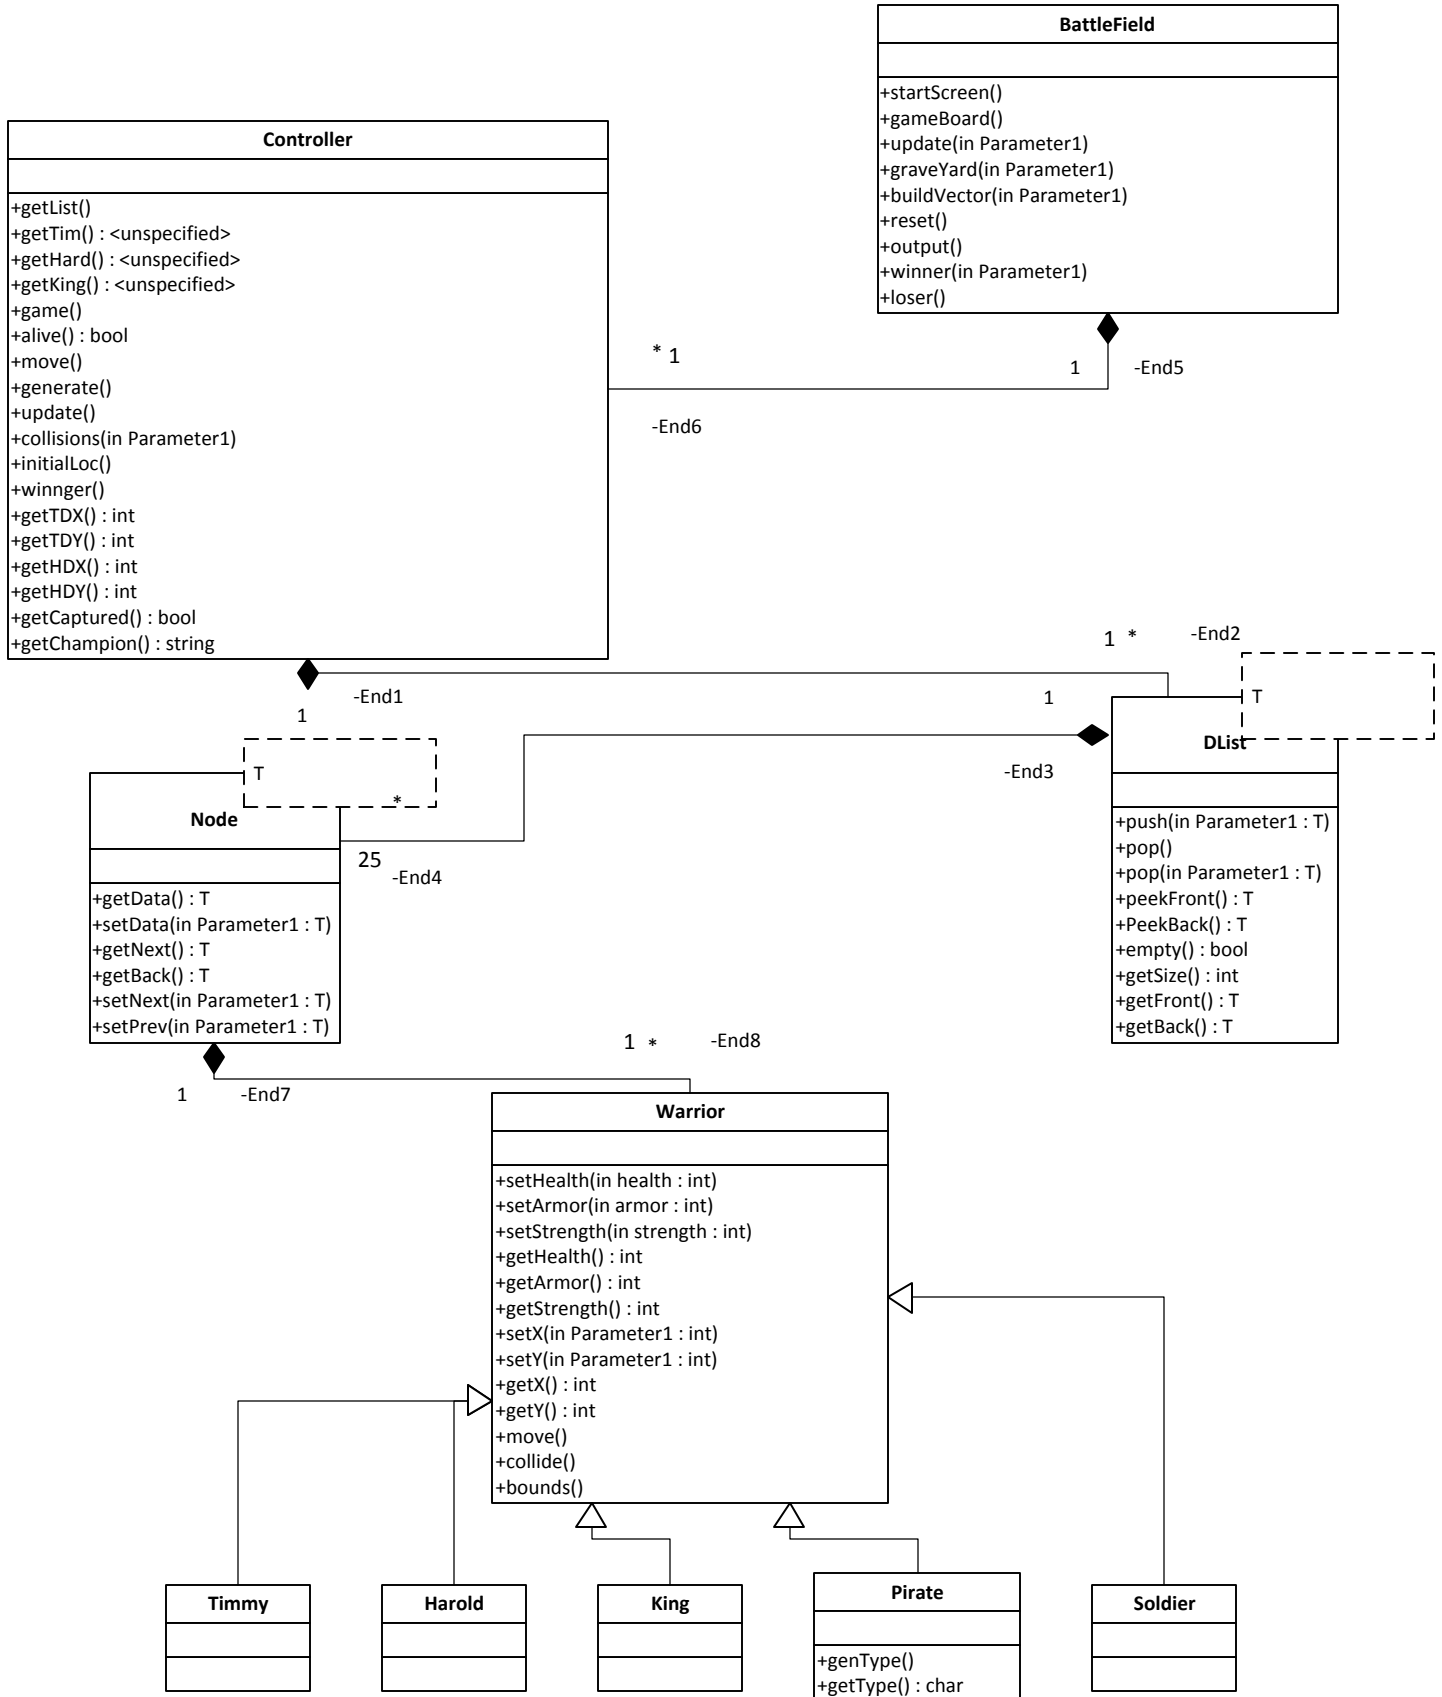 BattleField
+startScreen()
+gameBoard()
+update(in Parameter1)
+graveYard(in Parameter1)
+buildVector(in Parameter1)
+reset()
+output()
+winner(in Parameter1)
+loser()
Controller
+getList()
+getTim() : <unspecified>
+getHard() : <unspecified>
+getKing() : <unspecified>
+game()
+alive() : bool
+move()
+generate()
+update()
+collisions(in Parameter1)
+initialLoc()
+winnger()
+getTDX() : int
+getTDY() : int
+getHDX() : int
+getHDY() : int
+getCaptured() : bool
+getChampion() : string
* 1
-End6
1
-End5
1 *
-End2
-End1
1
1
-End3
T
DList
+push(in Parameter1 : T)
+pop()
+pop(in Parameter1 : T)
+peekFront() : T
+PeekBack() : T
+empty() : bool
+getSize() : int
+getFront() : T
+getBack() : T
T
*
Node
25
-End4
+getData() : T
+setData(in Parameter1 : T)
+getNext() : T
+getBack() : T
+setNext(in Parameter1 : T)
+setPrev(in Parameter1 : T)
1
-End7
1 *
-End8
Warrior
+setHealth(in health : int)
+setArmor(in armor : int)
+setStrength(in strength : int)
+getHealth() : int
+getArmor() : int
+getStrength() : int
+setX(in Parameter1 : int)
+setY(in Parameter1 : int)
+getX() : int
+getY() : int
+move()
+collide()
+bounds()
Timmy
Harold
King
Pirate
+genType()
+getType() : char
Soldier